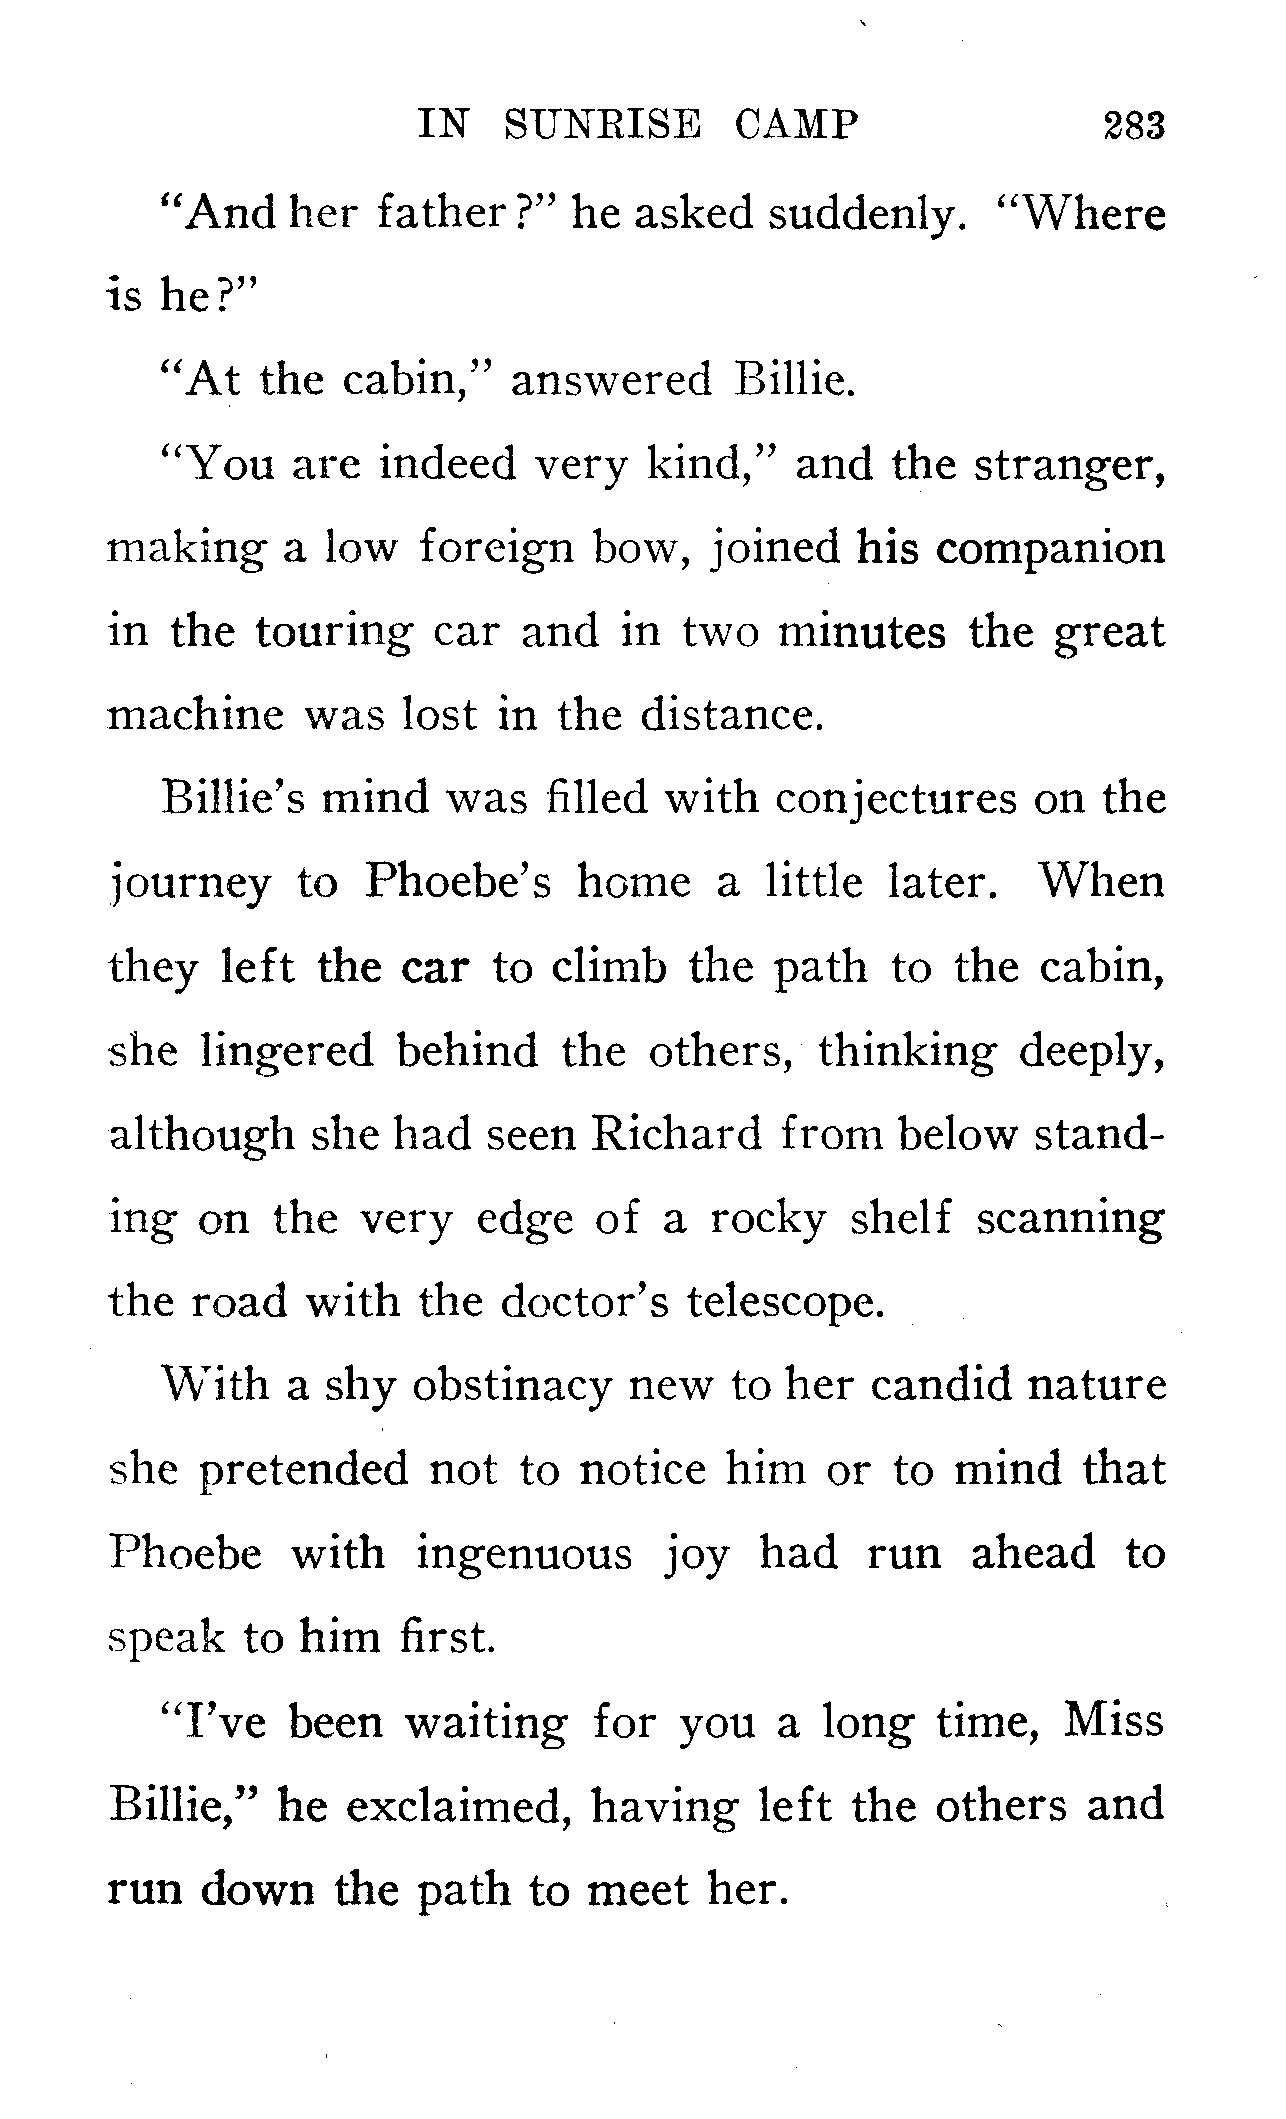 IN SUNRISE CAMP 283
“And her father?” he asked suddenly. “Where
is he?”
“At the cabin,” answered Billie.
“You are indeed very kind,” and the stranger,
making a low foreign bow, joined his companion
in the touring car and in two minutes the great
machine was lost in the distance.
Billie’s mind was filled with conjectures on the
journey to Phoebe’s home a little later. When
they left the car to climb the path to the cabin,
she lingered behind the others, thinking deeply,
although she had seen Richard from below stand-
ing on the very edge of a rocky shelf scanning
the road with the doctor’s telescope.
With a shy obstinacy new to her candid nature
she pretended not to notice him or to mind that
Phoebe with ingenuous joy had run ahead to
speak to him first.
“I’ve been waiting for you a long time, Miss
Billie,” he exclaimed, having left the others and
run down the path to meet her.